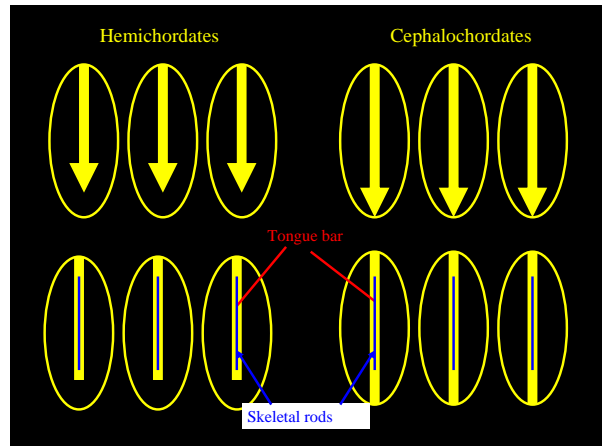 Hemichordates
Cephalochordates
Tongue bar
Skeletal rods